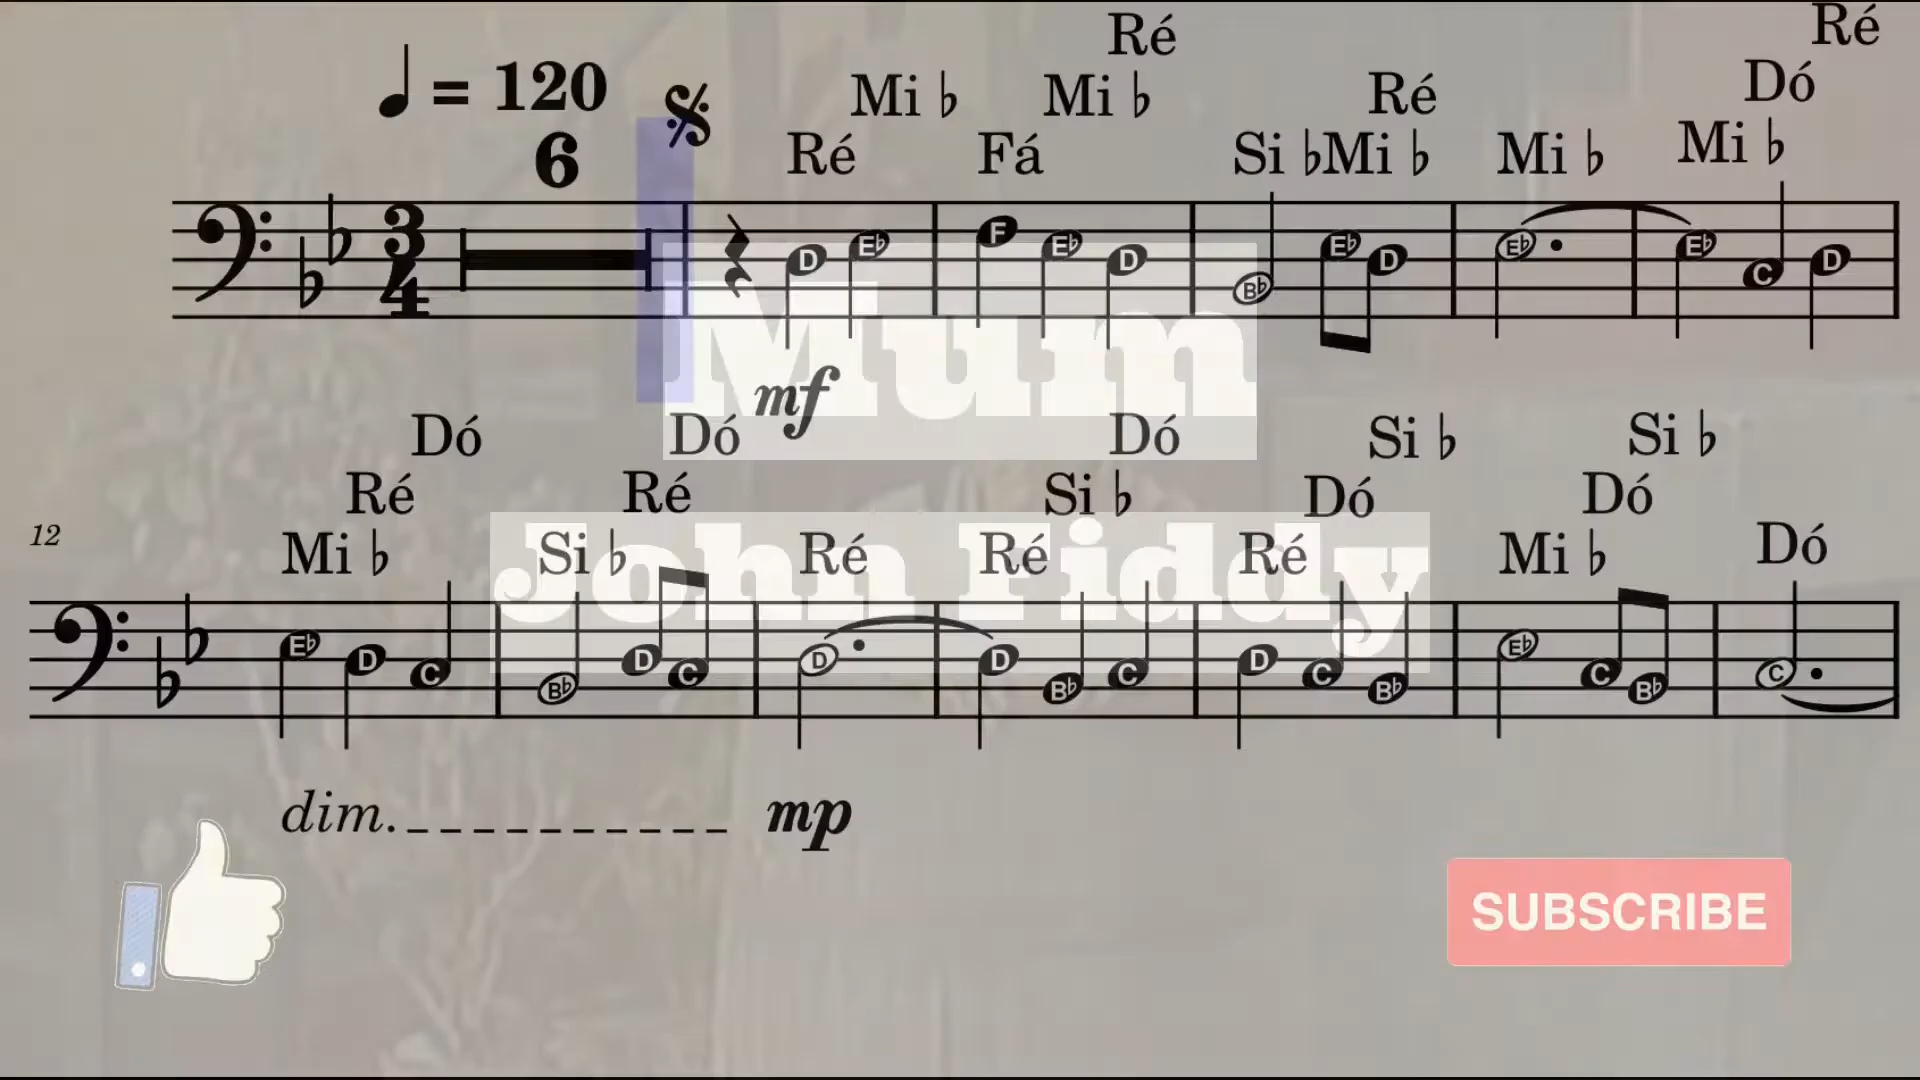 Ré Ré
= 120 Mi ♭ Mi ♭ Ré Dó
6 Ré Fá Si ♭ Mi ♭ Mi ♭ Mi ♭
3
4
D E♭ F E♭ D B♭ E♭ D E♭ E♭ C D
Mum
mf
Dó Dó Dó Si ♭ Si ♭
Ré Ré Si ♭ Dó Dó
12 Mi ♭ Si ♭ Ré Ré Ré Mi ♭ Dó
John Fiddy
E♭ D C B♭ D C D D B♭ C D C B♭ E♭ C B♭ C
dim. mp
SUBSCRIBE